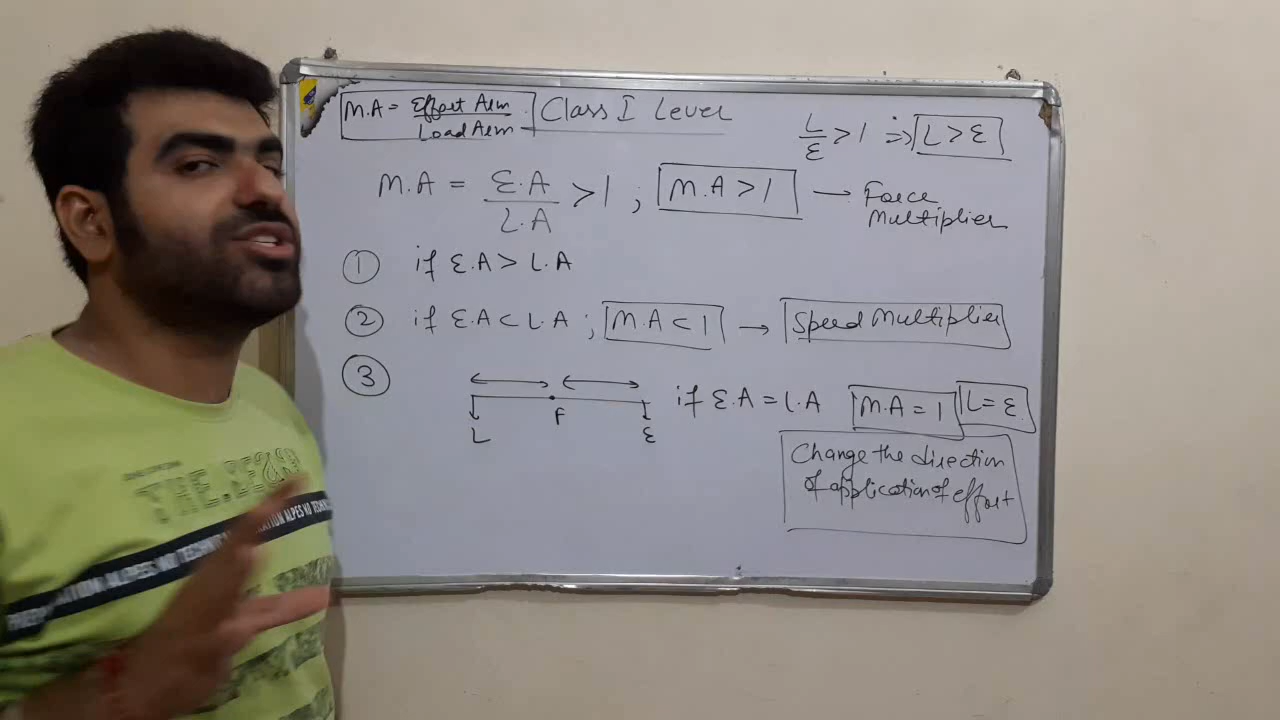 M.A = Effort Arm / Load Arm
Class I Lever
L/E > 1 ⇒ L > E
M.A = E.A / L.A > 1 ; M.A > 1 → Force
Multiplier
① if E.A > L.A
② if E.A < L.A ; M.A < 1 → Speed Multiplier
③ if E.A = L.A M.A = 1 L = E
L F E
Change the direction
of application of effort
THE.